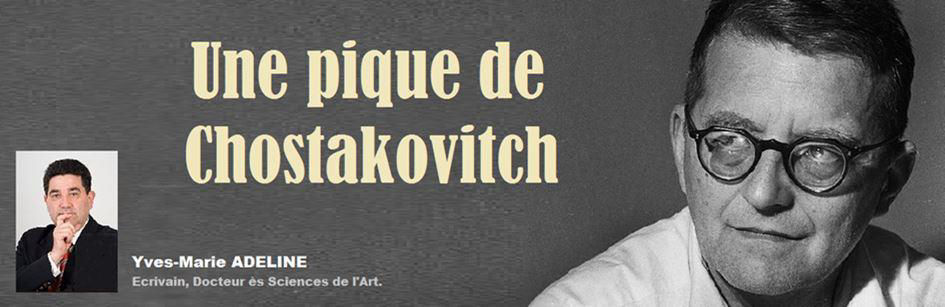 Une pique de
Chostakovitch
Yves-Marie ADELINE
Ecrivain, Docteur ès Sciences de l'Art.